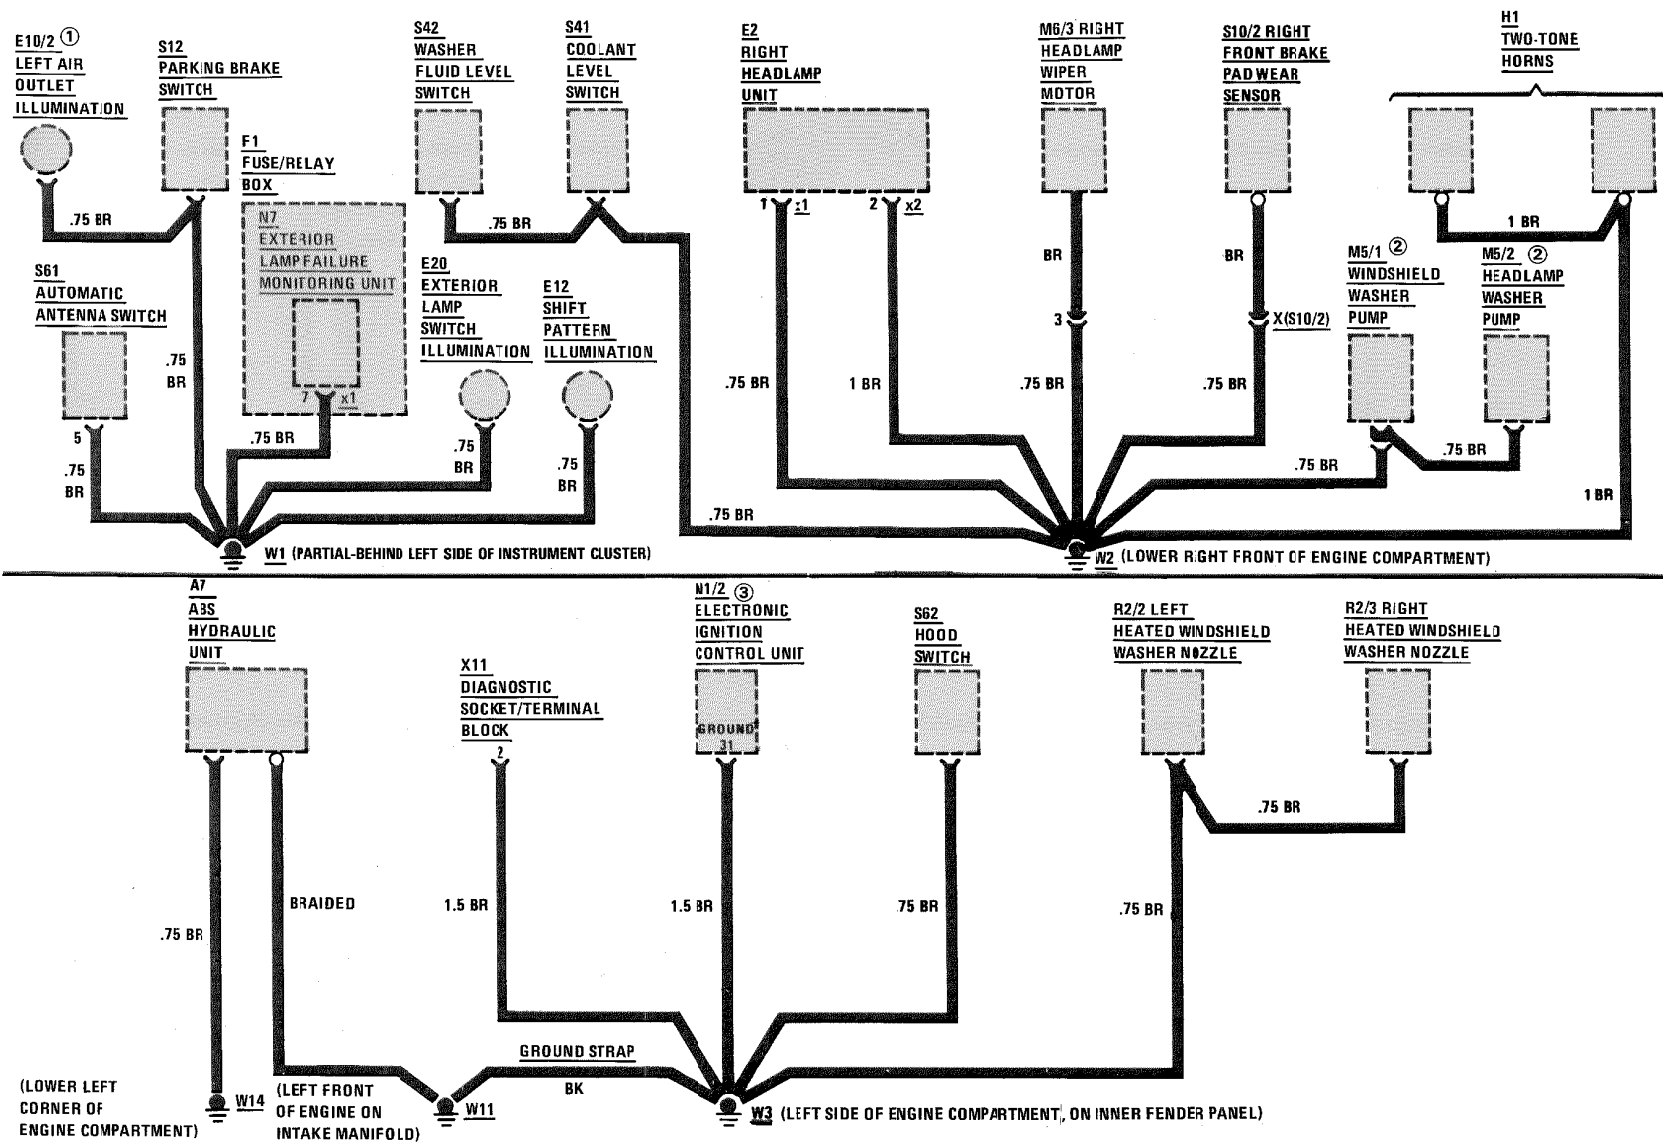 E10/2 ①
LEFT AIR
OUTLET
ILLUMINATION
S12
PARKING BRAKE
SWITCH
F1
FUSE/RELAY
BOX
N7
EXTERIOR
LAMP FAILURE
MONITORING UNIT
7 x1
S42
WASHER
FLUID LEVEL
SWITCH
S41
COOLANT
LEVEL
SWITCH
E2
RIGHT
HEADLAMP
UNIT
1 :1
2 x2
M6/3 RIGHT
HEADLAMP
WIPER
MOTOR
S10/2 RIGHT
FRONT BRAKE
PAD WEAR
SENSOR
H1
TWO-TONE
HORNS
.75 BR
.75 BR
1 BR
S61
AUTOMATIC
ANTENNA SWITCH
5
E20
EXTERIOR
LAMP
SWITCH
ILLUMINATION
E12
SHIFT
PATTERN
ILLUMINATION
BR
3
BR
X(S10/2)
M5/1 ②
WINDSHIELD
WASHER
PUMP
M5/2 ②
HEADLAMP
WASHER
PUMP
.75
BR
.75 BR
1 BR
.75 BR
.75 BR
.75
BR
.75 BR
.75
BR
.75
BR
.75 BR
.75 BR
1 BR
.75 BR
W1 (PARTIAL-BEHIND LEFT SIDE OF INSTRUMENT CLUSTER)
W2 (LOWER RIGHT FRONT OF ENGINE COMPARTMENT)
A7
ABS
HYDRAULIC
UNIT
X11
DIAGNOSTIC
SOCKET/TERMINAL
BLOCK
2
N1/2 ③
ELECTRONIC
IGNITION
CONTROL UNIT
GROUND
31
S62
HOOD
SWITCH
R2/2 LEFT
HEATED WINDSHIELD
WASHER NOZZLE
R2/3 RIGHT
HEATED WINDSHIELD
WASHER NOZZLE
.75 BR
.75 BR
BRAIDED
1.5 BR
1.5 BR
.75 BR
.75 BR
GROUND STRAP
BK
(LOWER LEFT
CORNER OF
ENGINE COMPARTMENT)
W14
(LEFT FRONT
OF ENGINE ON
INTAKE MANIFOLD)
W11
W3 (LEFT SIDE OF ENGINE COMPARTMENT, ON INNER FENDER PANEL)